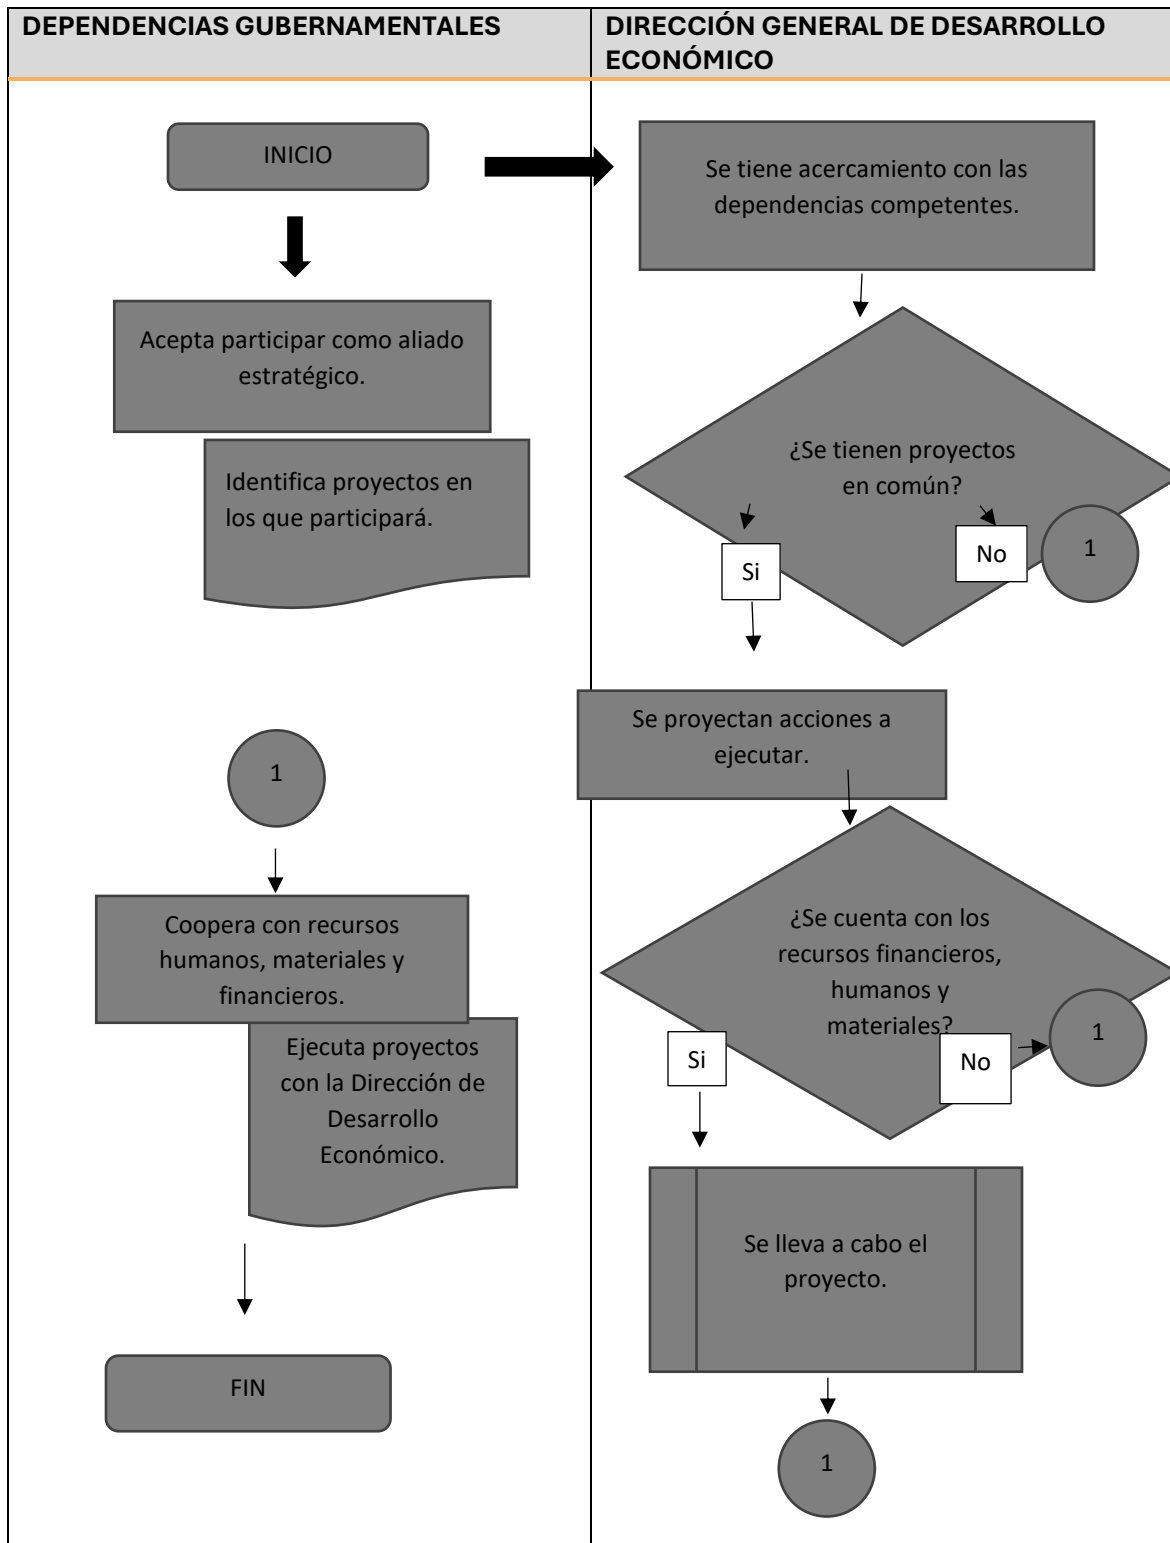 DEPENDENCIAS GUBERNAMENTALES
DIRECCIÓN GENERAL DE DESARROLLO
ECONÓMICO
INICIO
Acepta participar como aliado
estratégico.
Identifica proyectos en
los que participará.
1
Coopera con recursos
humanos, materiales y
financieros.
Ejecuta proyectos
con la Dirección de
Desarrollo
Económico.
FIN
Se tiene acercamiento con las
dependencias competentes.
¿Se tienen proyectos
en común?
Si
No
1
Se proyectan acciones a
ejecutar.
¿Se cuenta con los
recursos financieros,
humanos y
materiales?
Si
No
1
Se lleva a cabo el
proyecto.
1